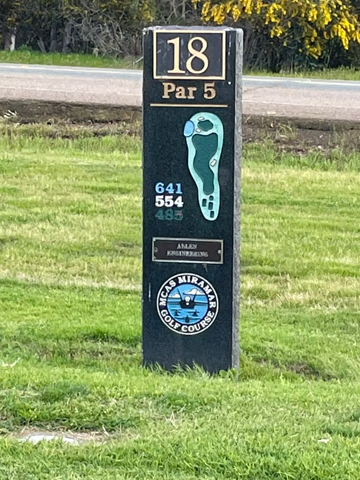 18
Par 5
641
554
485
ALLEN
ENGINEERING
MCAS MIRAMAR
GOLF COURSE